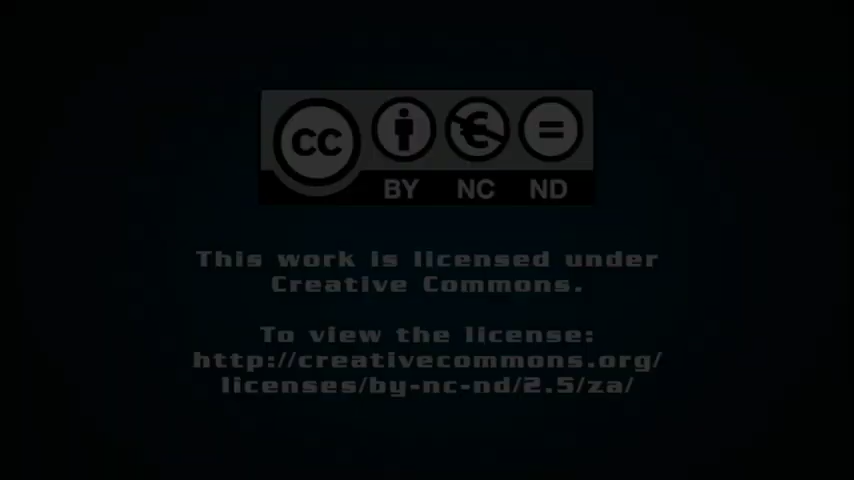 CC
BY NC ND
This work is licensed under
Creative Commons.
To view the license:
http://creativecommons.org/
licenses/by-nc-nd/2.5/za/